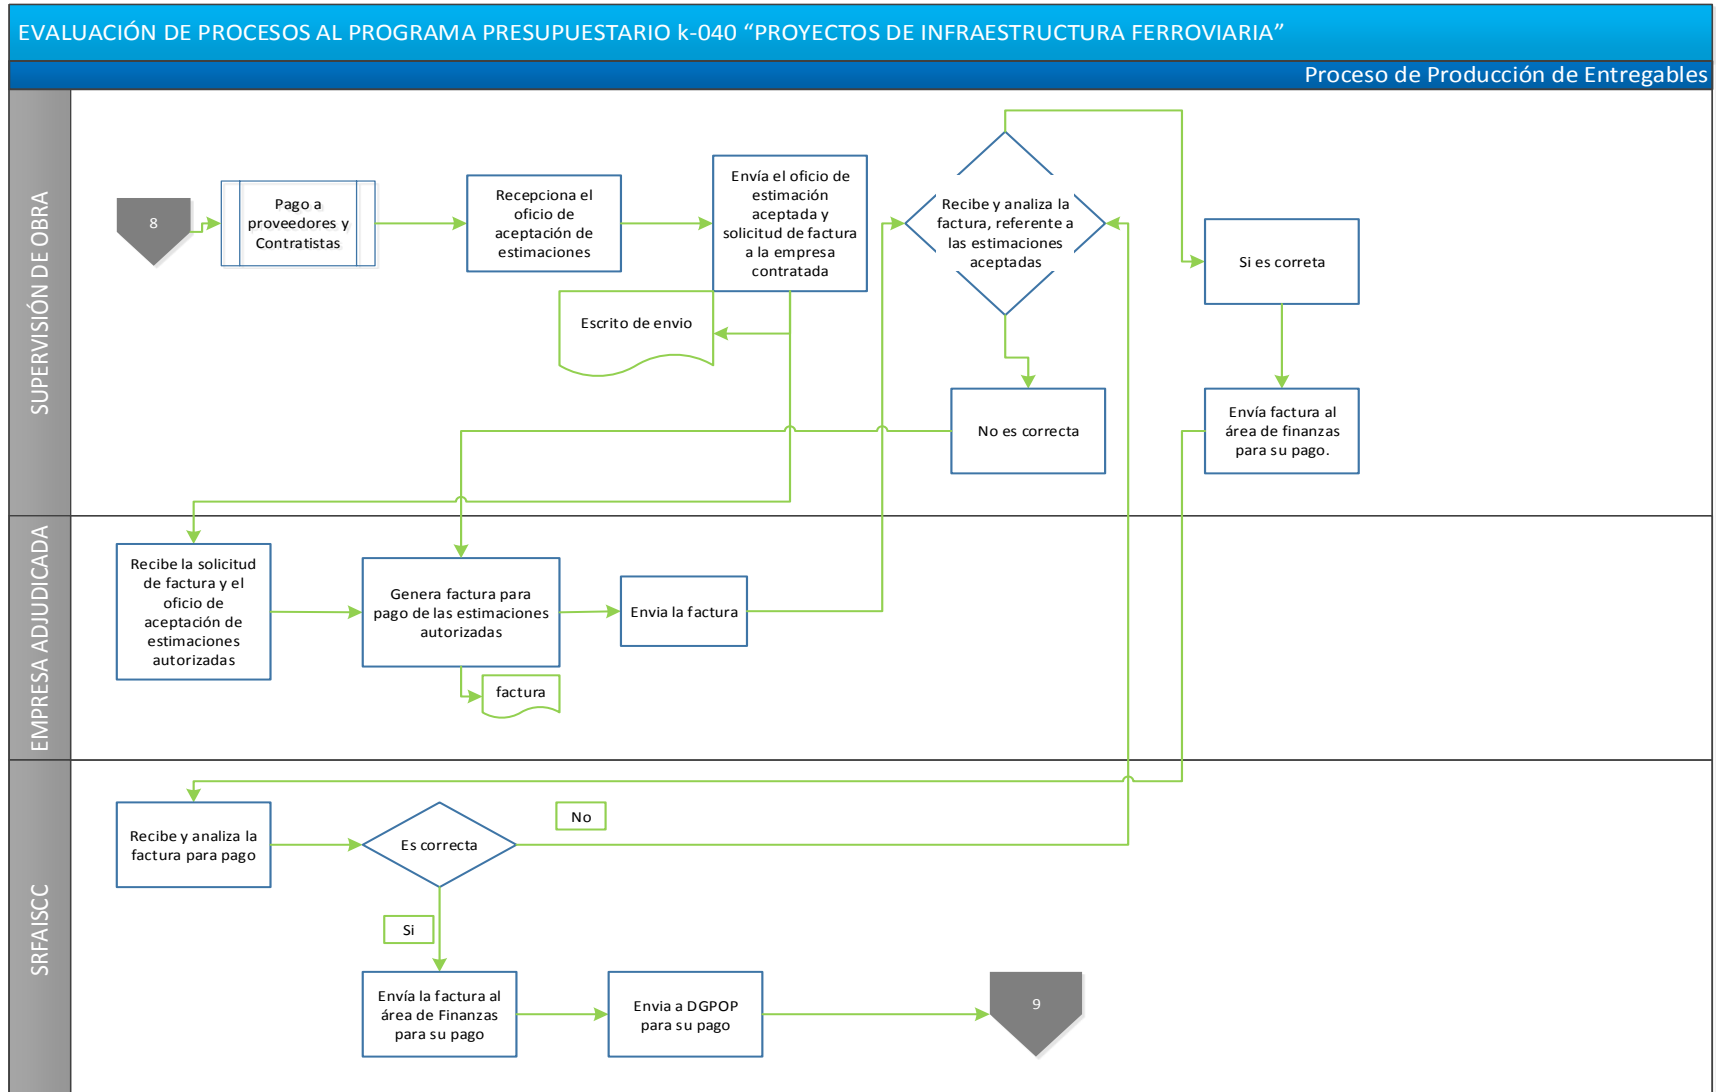 EVALUACIÓN DE PROCESOS AL PROGRAMA PRESUPUESTARIO k-040 “PROYECTOS DE INFRAESTRUCTURA FERROVIARIA”
Proceso de Producción de Entregables
SUPERVISIÓN DE OBRA
8
Pago a
proveedores y
Contratistas
Recepciona el
oficio de
aceptación de
estimaciones
Envía el oficio de
estimación
aceptada y
solicitud de factura
a la empresa
contratada
Escrito de envio
Recibe y analiza la
factura, referente a
las estimaciones
aceptadas
Si es correta
No es correcta
Envía factura al
área de finanzas
para su pago.
EMPRESA ADJUDICADA
Recibe la solicitud
de factura y el
oficio de
aceptación de
estimaciones
autorizadas
Genera factura para
pago de las estimaciones
autorizadas
factura
Envia la factura
SRFAISCC
Recibe y analiza la
factura para pago
Es correcta
No
Si
Envía la factura al
área de Finanzas
para su pago
Envia a DGPOP
para su pago
9